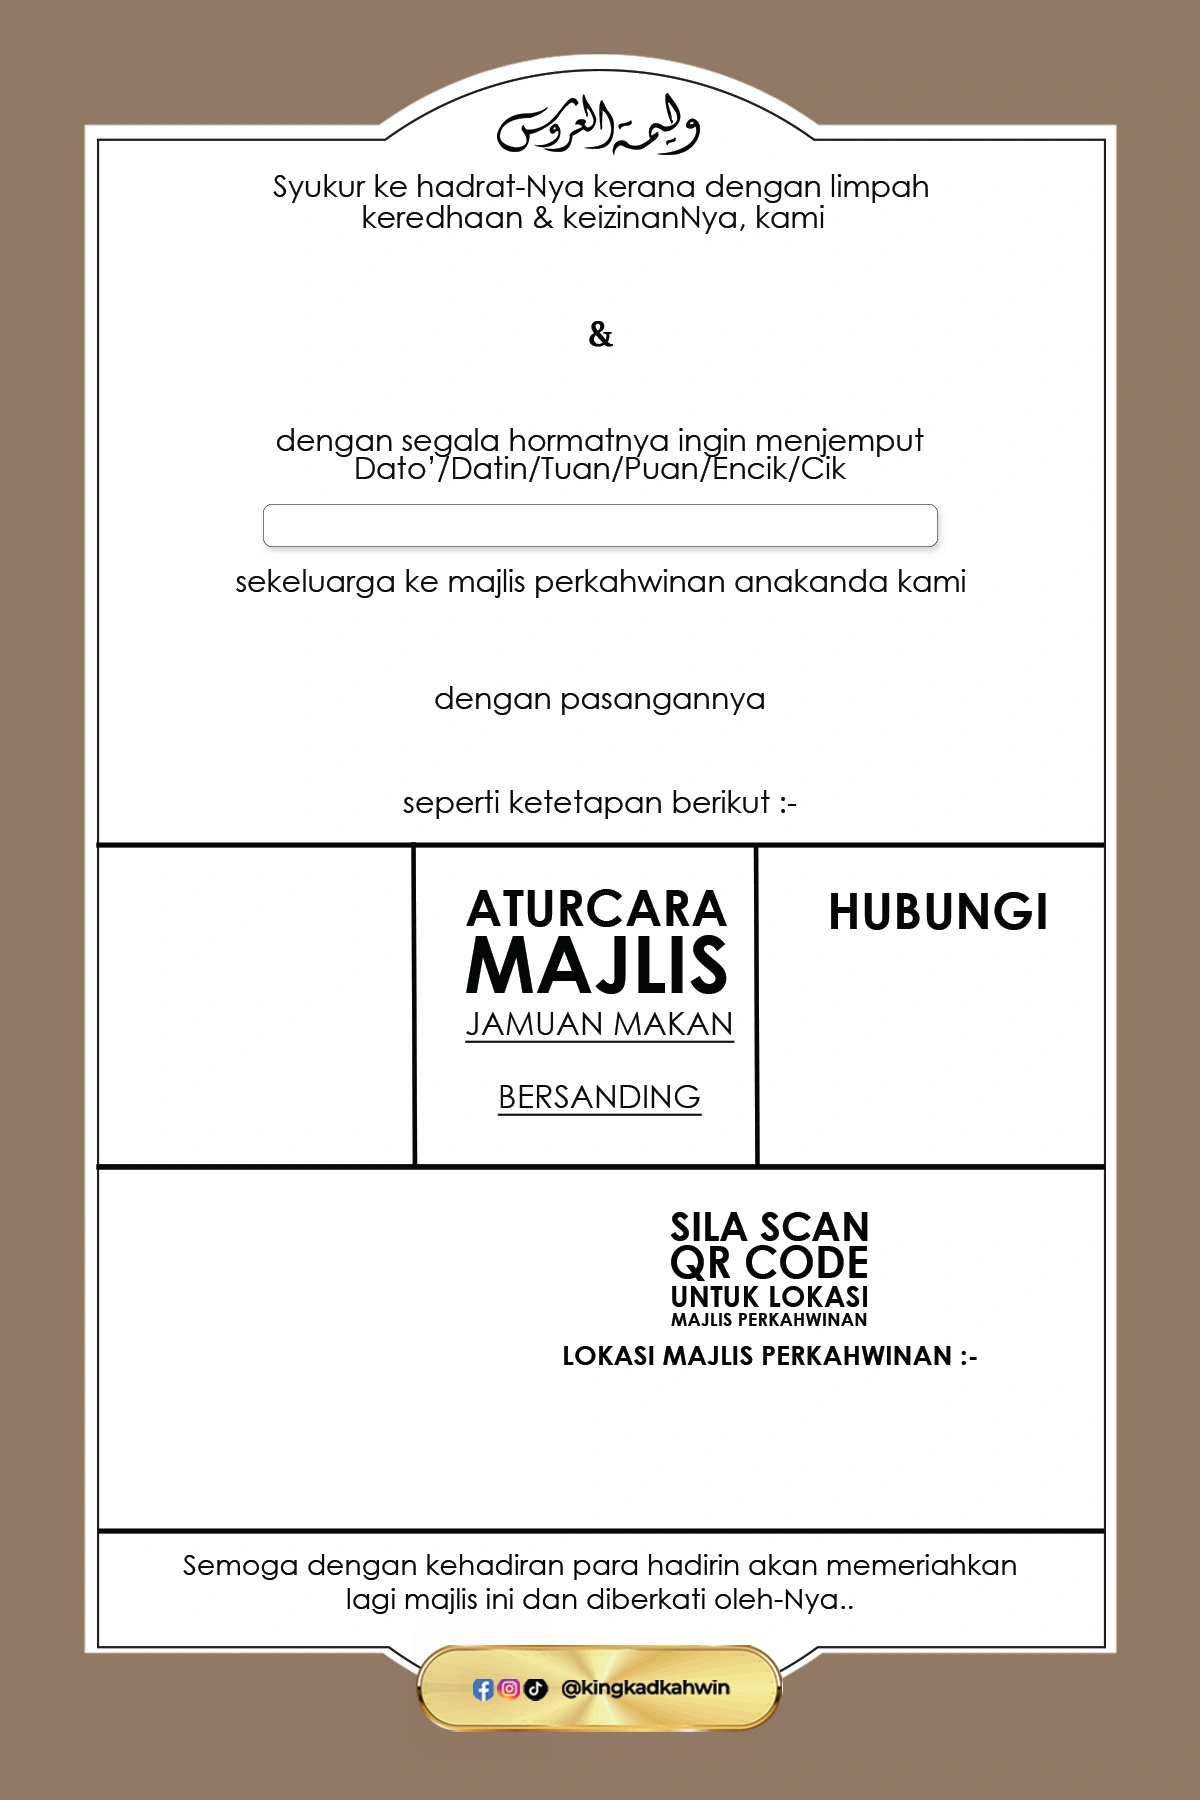 وليمة العروس
Syukur ke hadrat-Nya kerana dengan limpah
keredhaan & keizinanNya, kami
&
dengan segala hormatnya ingin menjemput
Dato’/Datin/Tuan/Puan/Encik/Cik
sekeluarga ke majlis perkahwinan anakanda kami
dengan pasangannya
seperti ketetapan berikut :-
ATURCARA
MAJLIS
JAMUAN MAKAN
BERSANDING
HUBUNGI
SILA SCAN
QR CODE
UNTUK LOKASI
MAJLIS PERKAHWINAN
LOKASI MAJLIS PERKAHWINAN :-
Semoga dengan kehadiran para hadirin akan memeriahkan
lagi majlis ini dan diberkati oleh-Nya..
@kingkadkahwin